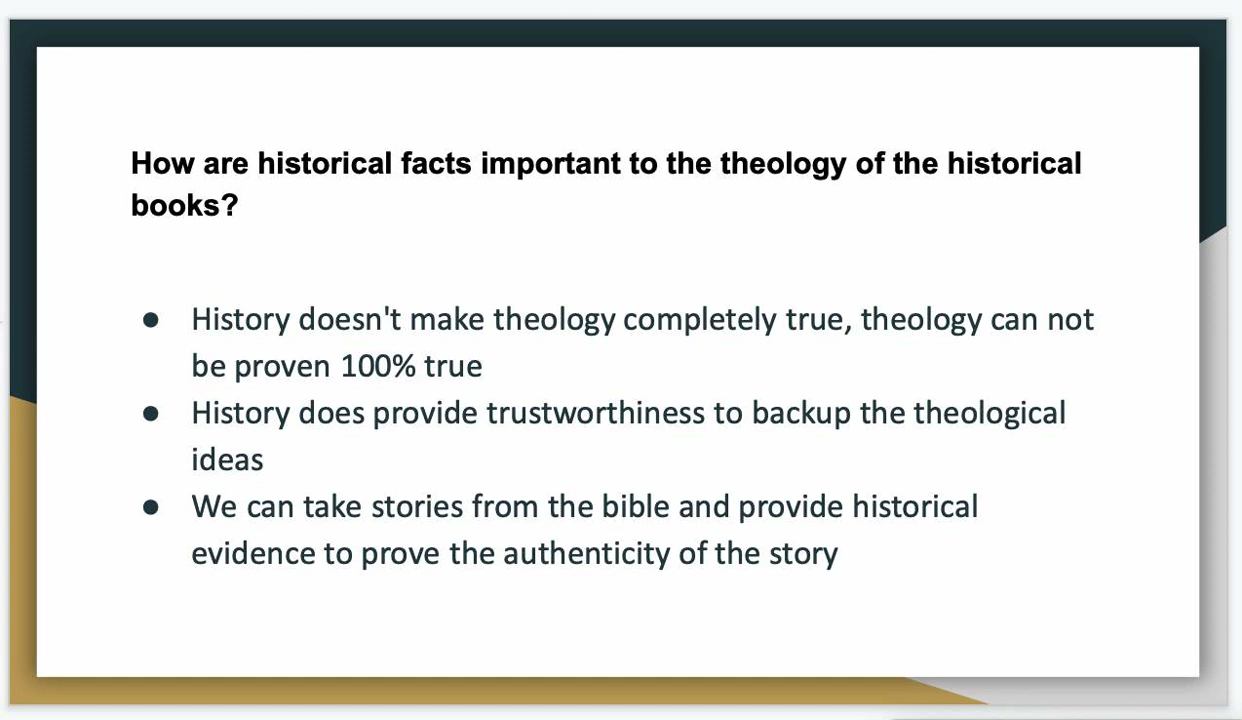 How are historical facts important to the theology of the historical
books?
● History doesn't make theology completely true, theology can not
be proven 100% true
● History does provide trustworthiness to backup the theological
ideas
● We can take stories from the bible and provide historical
evidence to prove the authenticity of the story